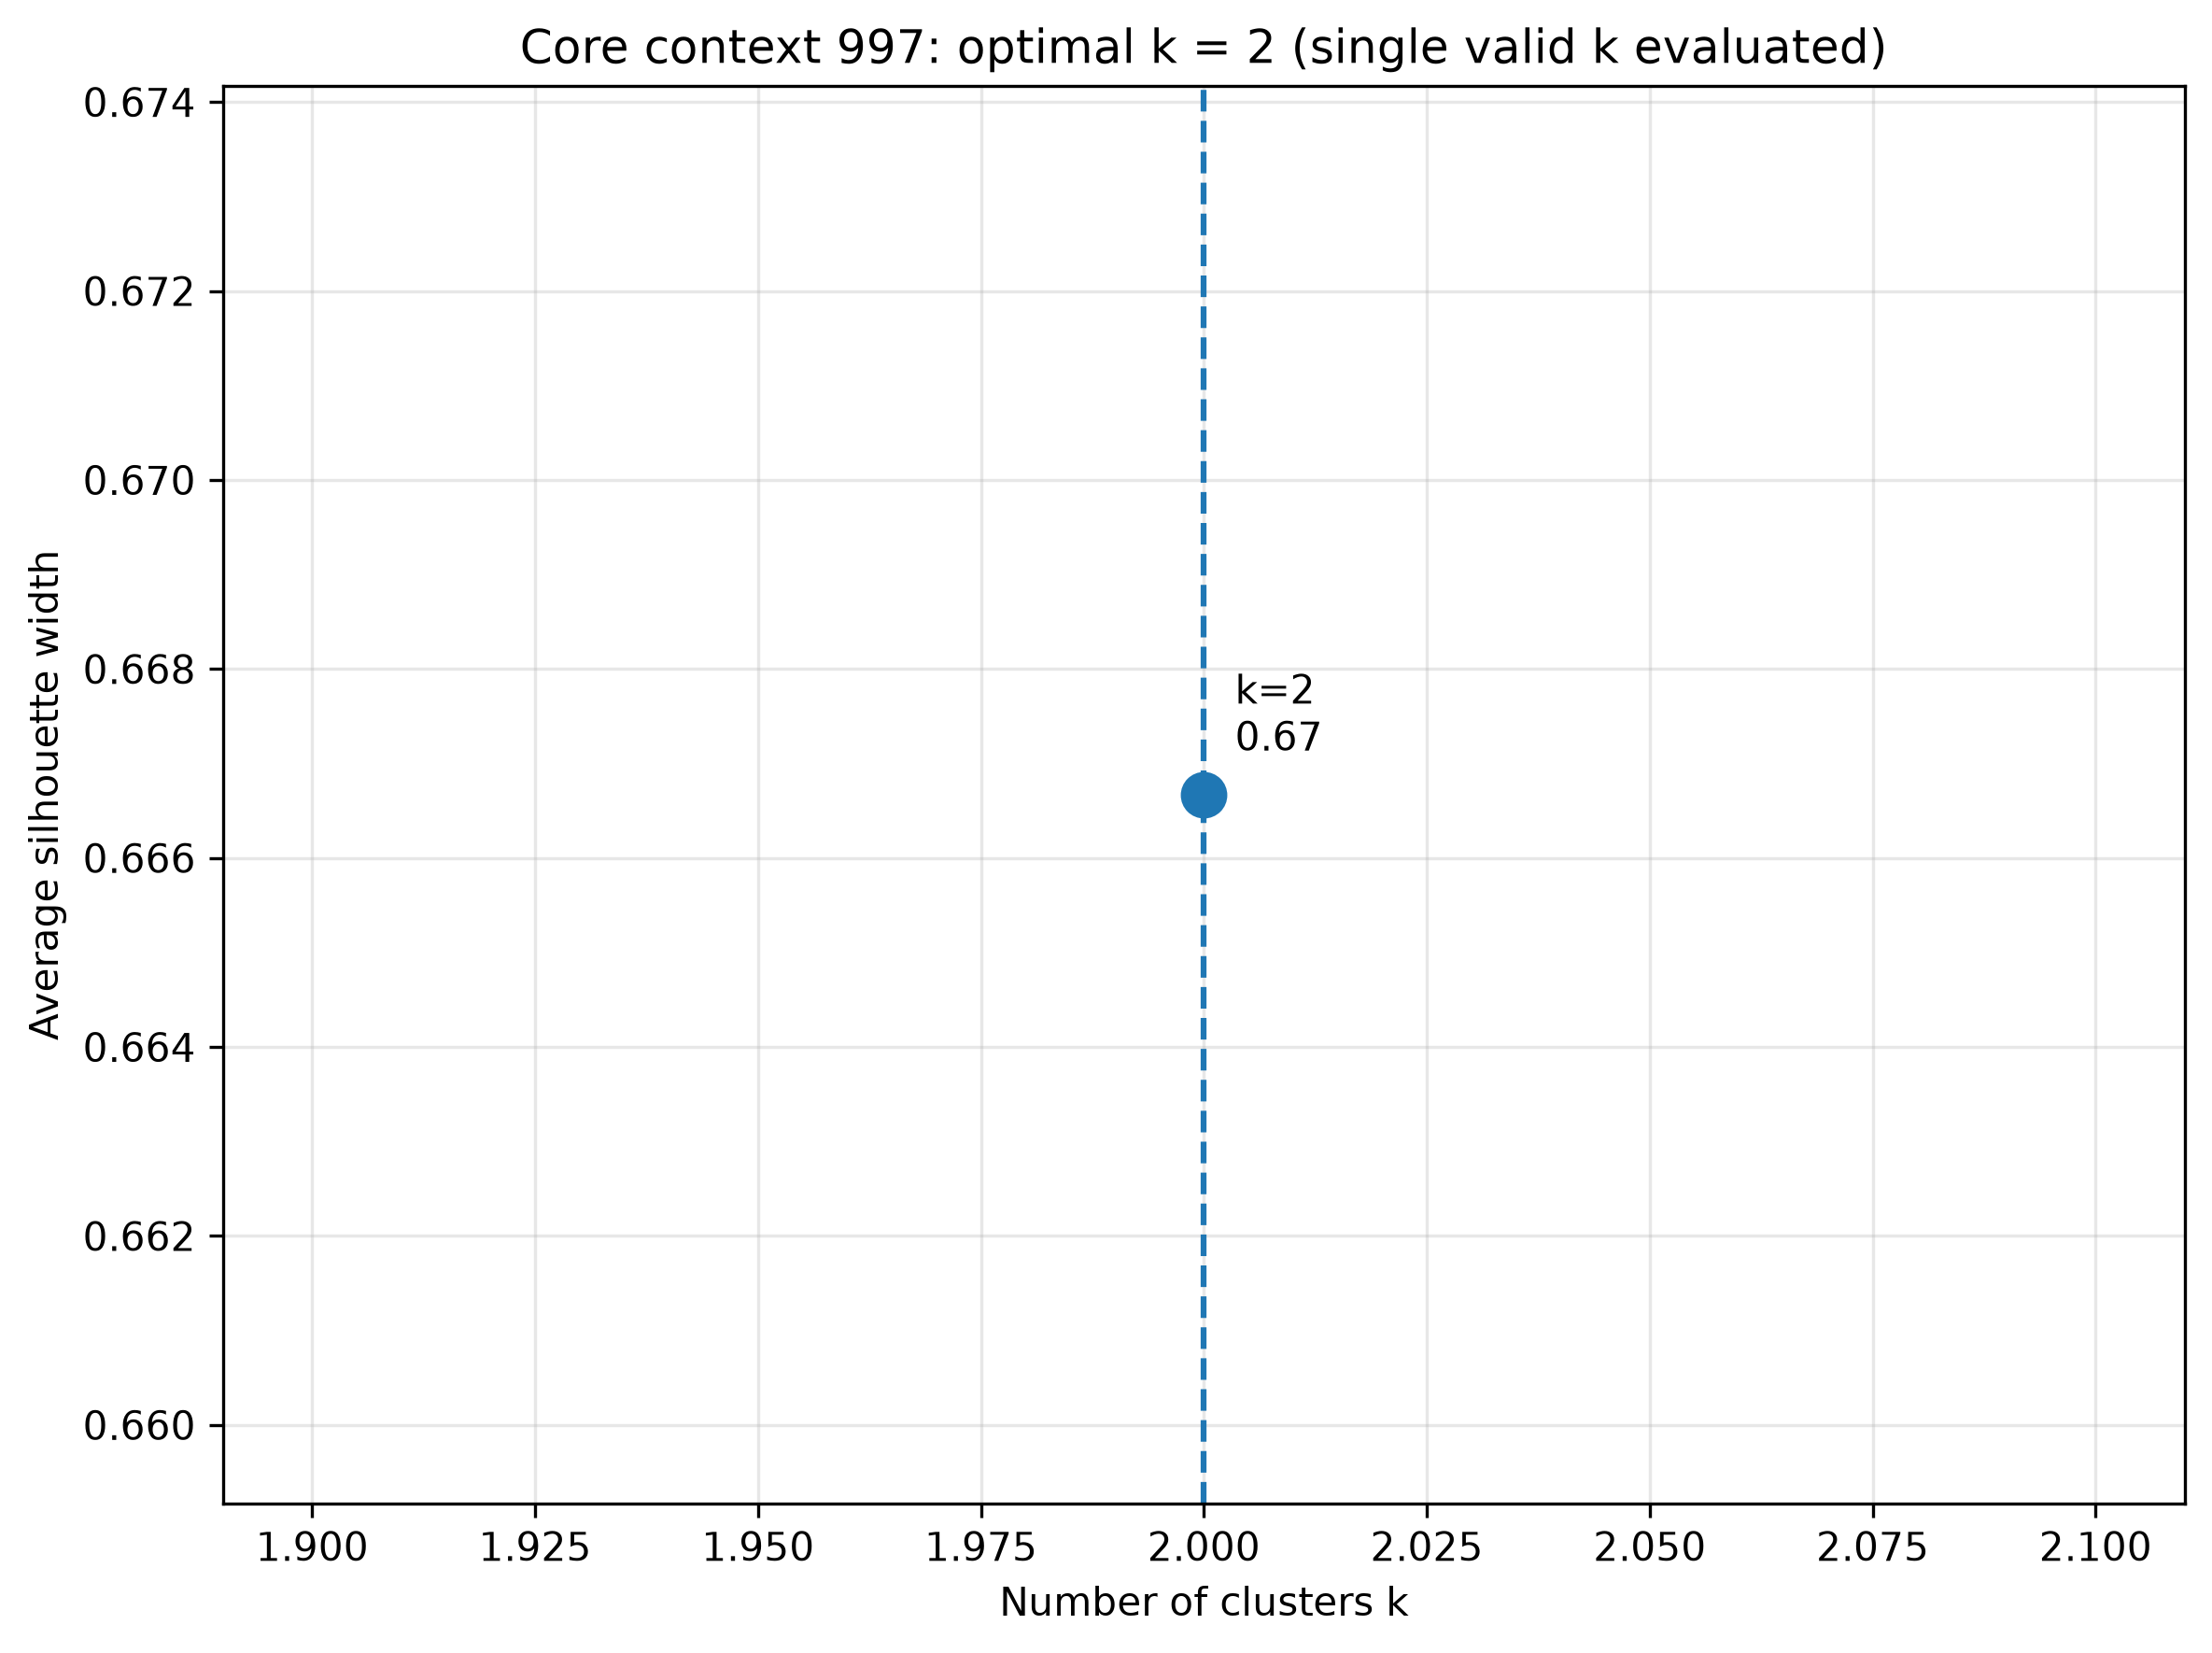 Core context 997: optimal k = 2 (single valid k evaluated)
0.674
0.672
0.670
0.668
0.666
0.664
0.662
0.660
Average silhouette width
k=2
0.67
1.900 1.925 1.950 1.975 2.000 2.025 2.050 2.075 2.100
Number of clusters k